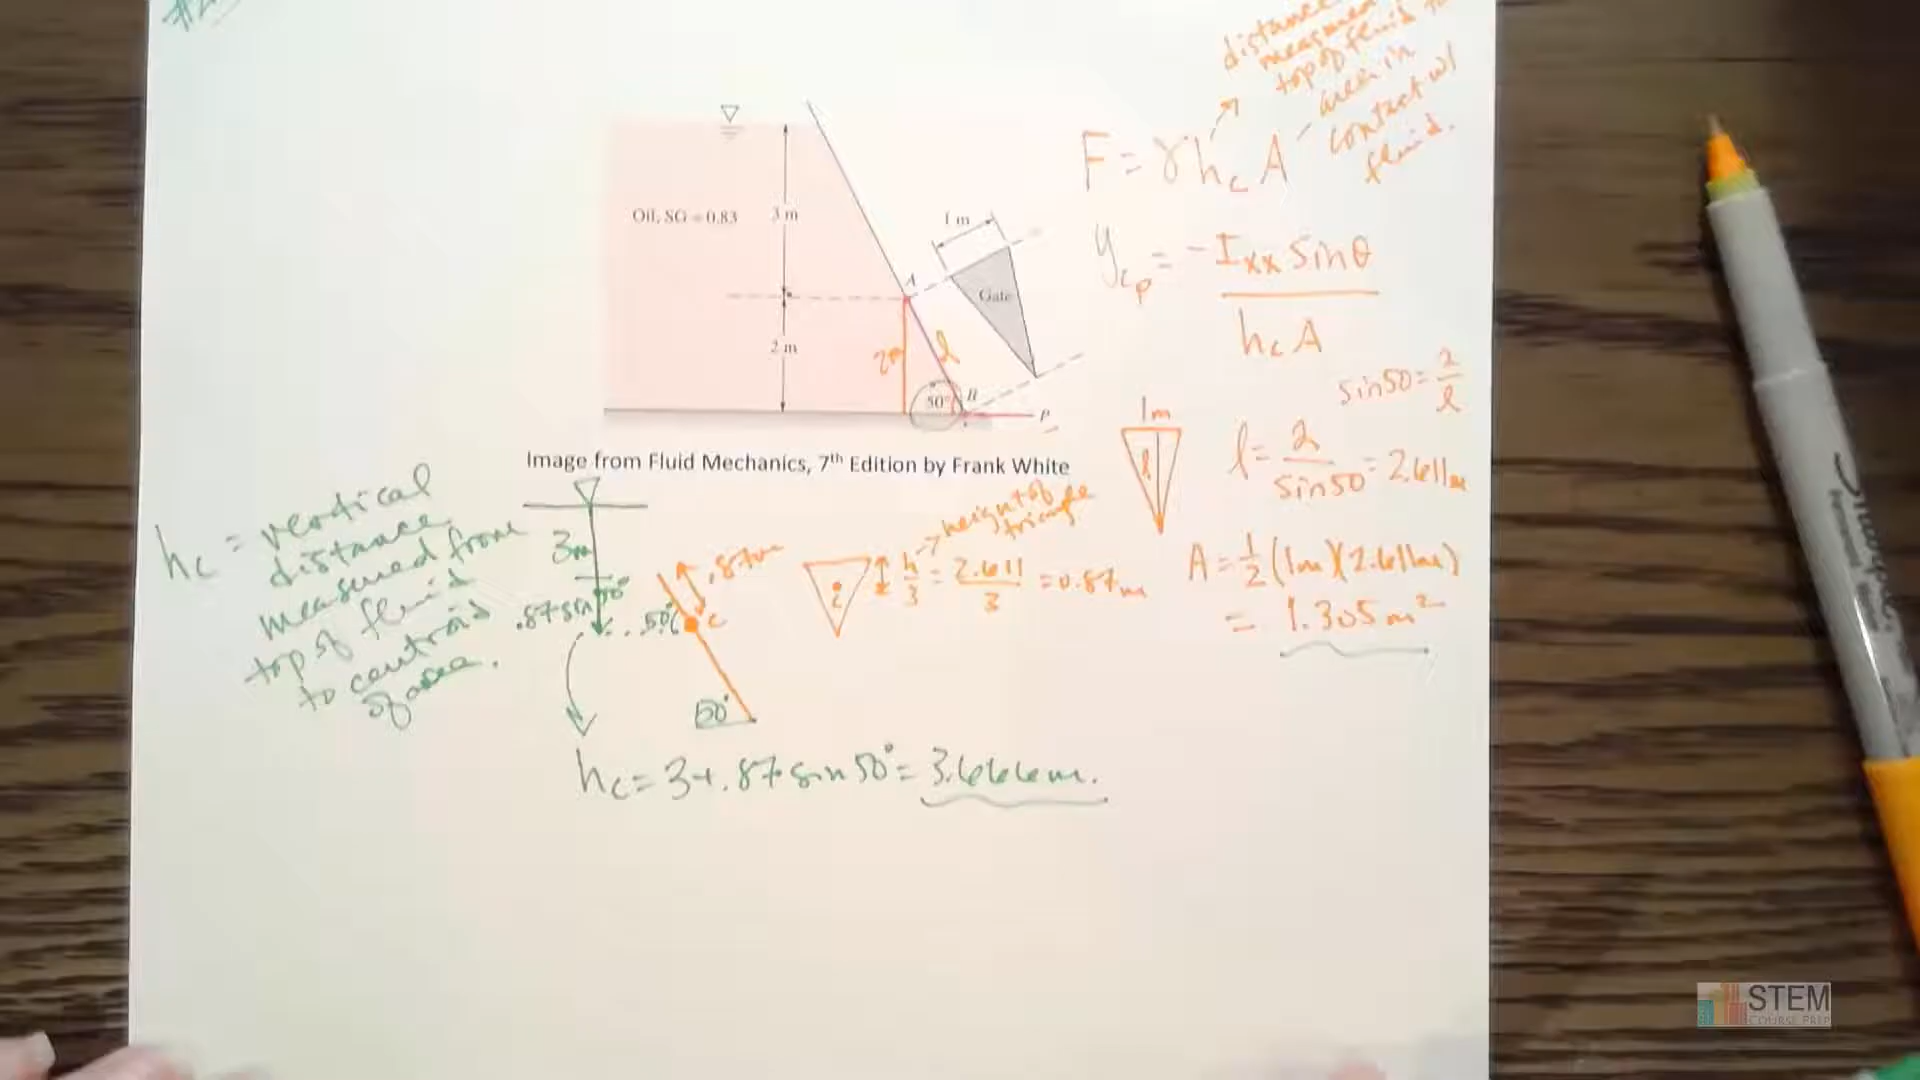 distance
measured
top of fluid to
area in
contact w/
fluid.
F = γ h_c A
Oil, SG = 0.83
3 m
1 m
A
Gate
2 m
2m
l
50°
B
P
y_cp = -Ixx sinθ
h_c A
sin50 = 2/l
1m
l
l = 2/sin50 = 2.611m
A = 1/2 (1m)(2.611m)
= 1.305 m²
Image from Fluid Mechanics, 7th Edition by Frank White
h_c = vertical
distance
measured from
top of fluid
to centroid
of area.
3m
.87 sin 50°
.87m
50°
c
50°
height of
triangle
c
h/3 = 2.611/3 = 0.87m
h_c = 3 + .87 sin 50° = 3.666m.
STEM
COURSE PREP